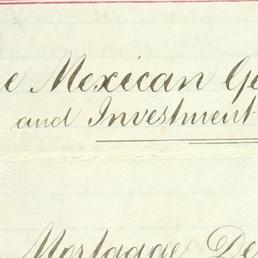 e Mexican G
and Investment
Mortgage De